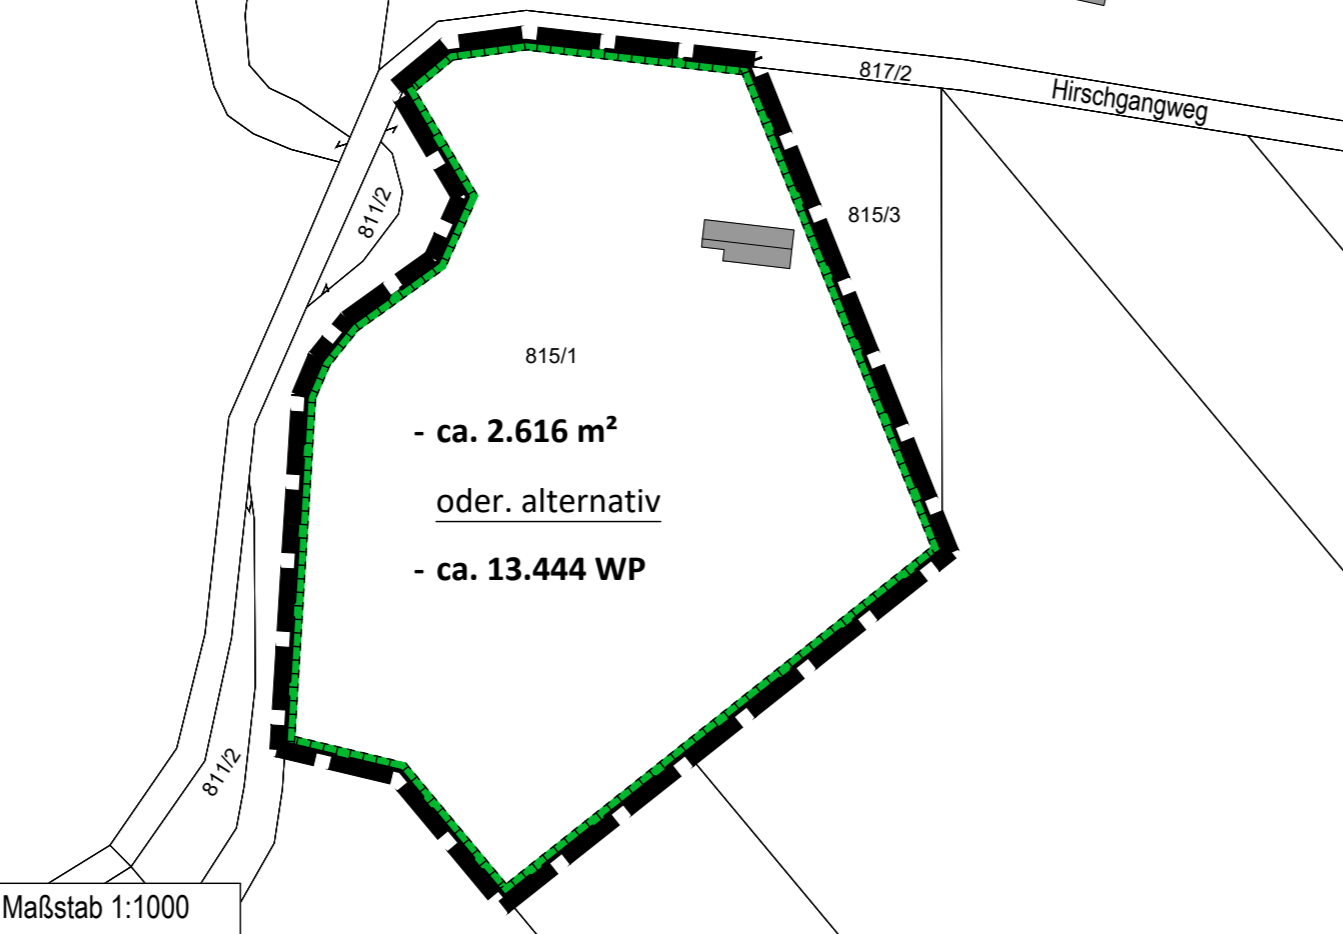 817/2
Hirschgangweg
811/2
815/3
815/1
- ca. 2.616 m²
oder. alternativ
- ca. 13.444 WP
811/2
Maßstab 1:1000